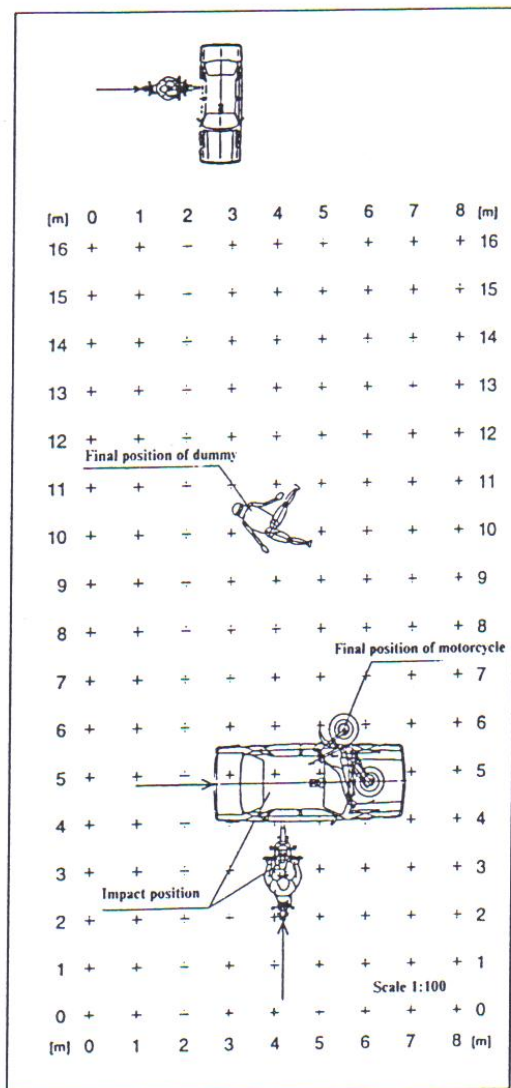 [m] 0 1 2 3 4 5 6 7 8 [m]
16 16
15 15
14 14
13 13
12 12
Final position of dummy
11 11
10 10
9 9
8 8
Final position of motorcycle
7 7
6 6
5 5
4 4
3 3
Impact position
2 2
1 1
Scale 1:100
0 0
[m] 0 1 2 3 4 5 6 7 8 [m]